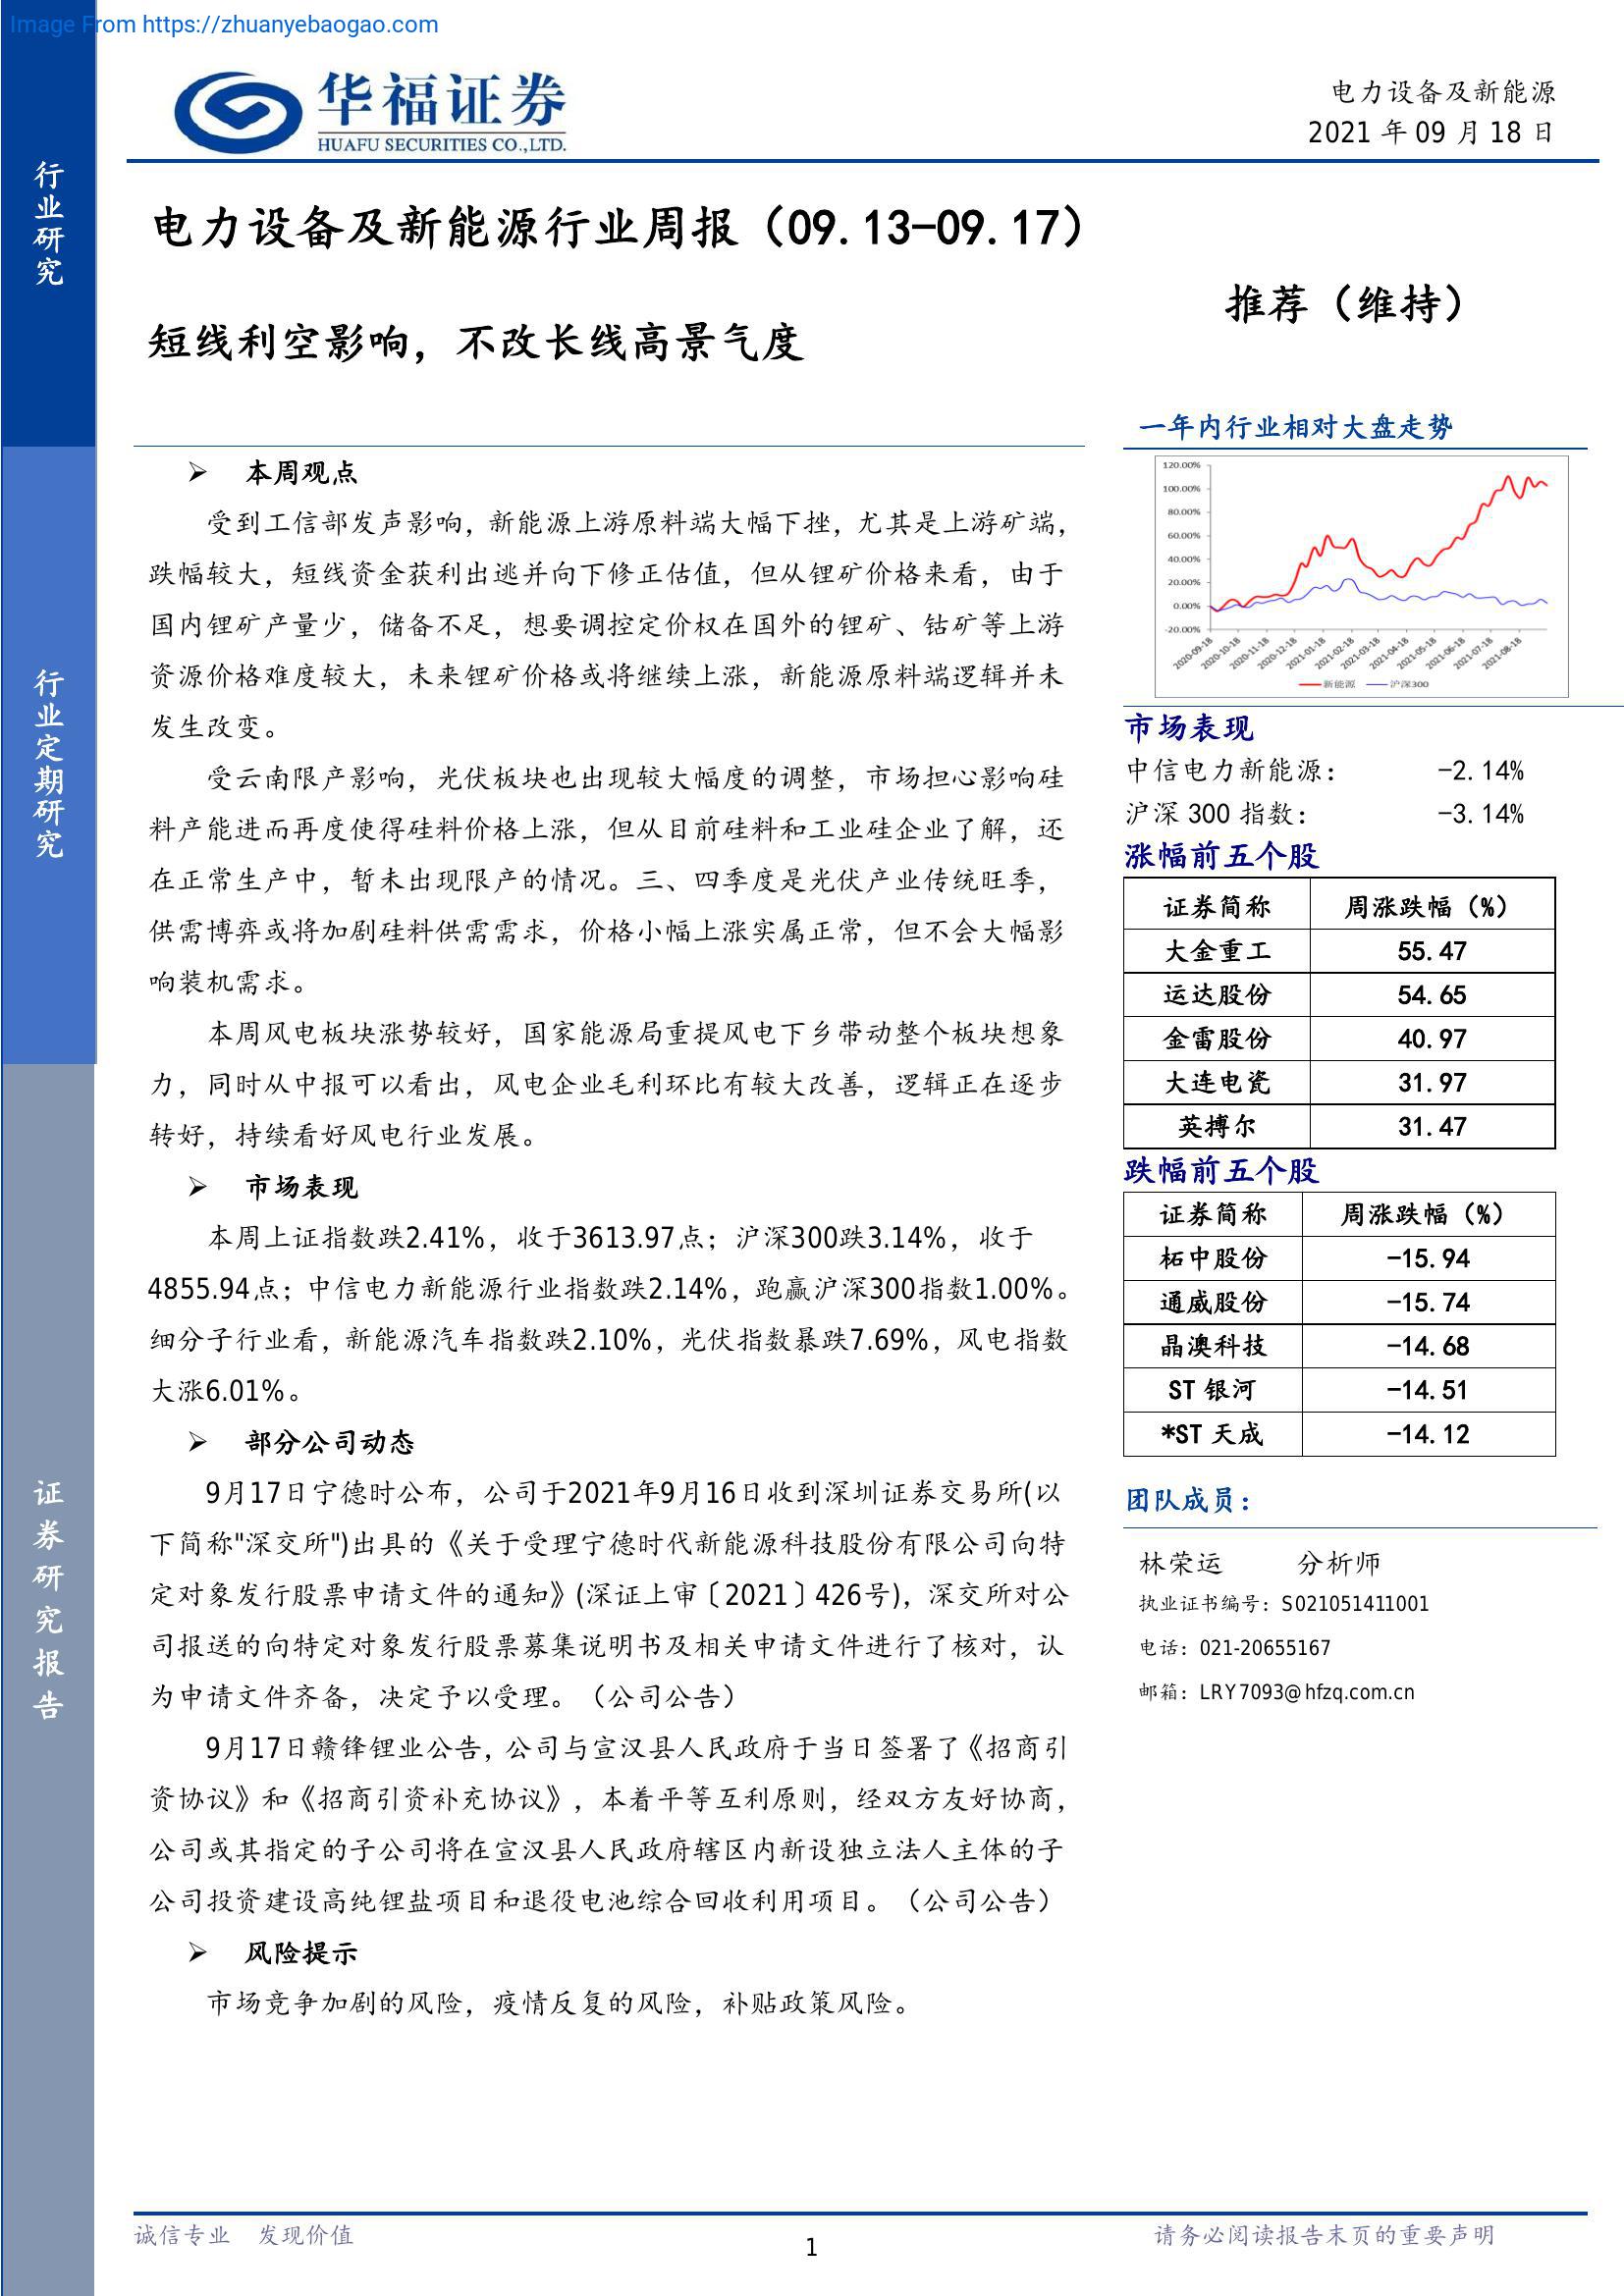 Image From https://zhuanyebaogao.com
华福证券
HUAFU SECURITIES CO.,LTD.
电力设备及新能源
2021 年 09 月 18 日
行业研究
行业定期研究
证券研究报告
电力设备及新能源行业周报（09.13-09.17）
短线利空影响，不改长线高景气度
推荐（维持）
➢ 本周观点
受到工信部发声影响，新能源上游原料端大幅下挫，尤其是上游矿端，
跌幅较大，短线资金获利出逃并向下修正估值，但从锂矿价格来看，由于
国内锂矿产量少，储备不足，想要调控定价权在国外的锂矿、钴矿等上游
资源价格难度较大，未来锂矿价格或将继续上涨，新能源原料端逻辑并未
发生改变。
受云南限产影响，光伏板块也出现较大幅度的调整，市场担心影响硅
料产能进而再度使得硅料价格上涨，但从目前硅料和工业硅企业了解，还
在正常生产中，暂未出现限产的情况。三、四季度是光伏产业传统旺季，
供需博弈或将加剧硅料供需需求，价格小幅上涨实属正常，但不会大幅影
响装机需求。
本周风电板块涨势较好，国家能源局重提风电下乡带动整个板块想象
力，同时从中报可以看出，风电企业毛利环比有较大改善，逻辑正在逐步
转好，持续看好风电行业发展。
➢ 市场表现
本周上证指数跌2.41%，收于3613.97点；沪深300跌3.14%，收于
4855.94点；中信电力新能源行业指数跌2.14%，跑赢沪深300指数1.00%。
细分子行业看，新能源汽车指数跌2.10%，光伏指数暴跌7.69%，风电指数
大涨6.01%。
➢ 部分公司动态
9月17日宁德时公布，公司于2021年9月16日收到深圳证券交易所(以
下简称"深交所")出具的《关于受理宁德时代新能源科技股份有限公司向特
定对象发行股票申请文件的通知》(深证上审〔2021〕426号)，深交所对公
司报送的向特定对象发行股票募集说明书及相关申请文件进行了核对，认
为申请文件齐备，决定予以受理。（公司公告）
9月17日赣锋锂业公告，公司与宣汉县人民政府于当日签署了《招商引
资协议》和《招商引资补充协议》，本着平等互利原则，经双方友好协商，
公司或其指定的子公司将在宣汉县人民政府辖区内新设独立法人主体的子
公司投资建设高纯锂盐项目和退役电池综合回收利用项目。（公司公告）
➢ 风险提示
市场竞争加剧的风险，疫情反复的风险，补贴政策风险。
一年内行业相对大盘走势
120.00%
100.00%
80.00%
60.00%
40.00%
20.00%
0.00%
-20.00%
2020-09-18 2020-10-18 2020-11-18 2020-12-18 2021-01-18 2021-02-18 2021-03-18 2021-04-18 2021-05-18 2021-06-18 2021-07-18 2021-08-18
新能源 沪深300
市场表现
中信电力新能源： -2.14%
沪深 300 指数： -3.14%
涨幅前五个股
证券简称 周涨跌幅（%）
大金重工 55.47
运达股份 54.65
金雷股份 40.97
大连电瓷 31.97
英搏尔 31.47
跌幅前五个股
证券简称 周涨跌幅（%）
柘中股份 -15.94
通威股份 -15.74
晶澳科技 -14.68
ST 银河 -14.51
*ST 天成 -14.12
团队成员：
林荣运 分析师
执业证书编号：S021051411001
电话：021-20655167
邮箱：LRY7093@hfzq.com.cn
诚信专业 发现价值
1
请务必阅读报告末页的重要声明